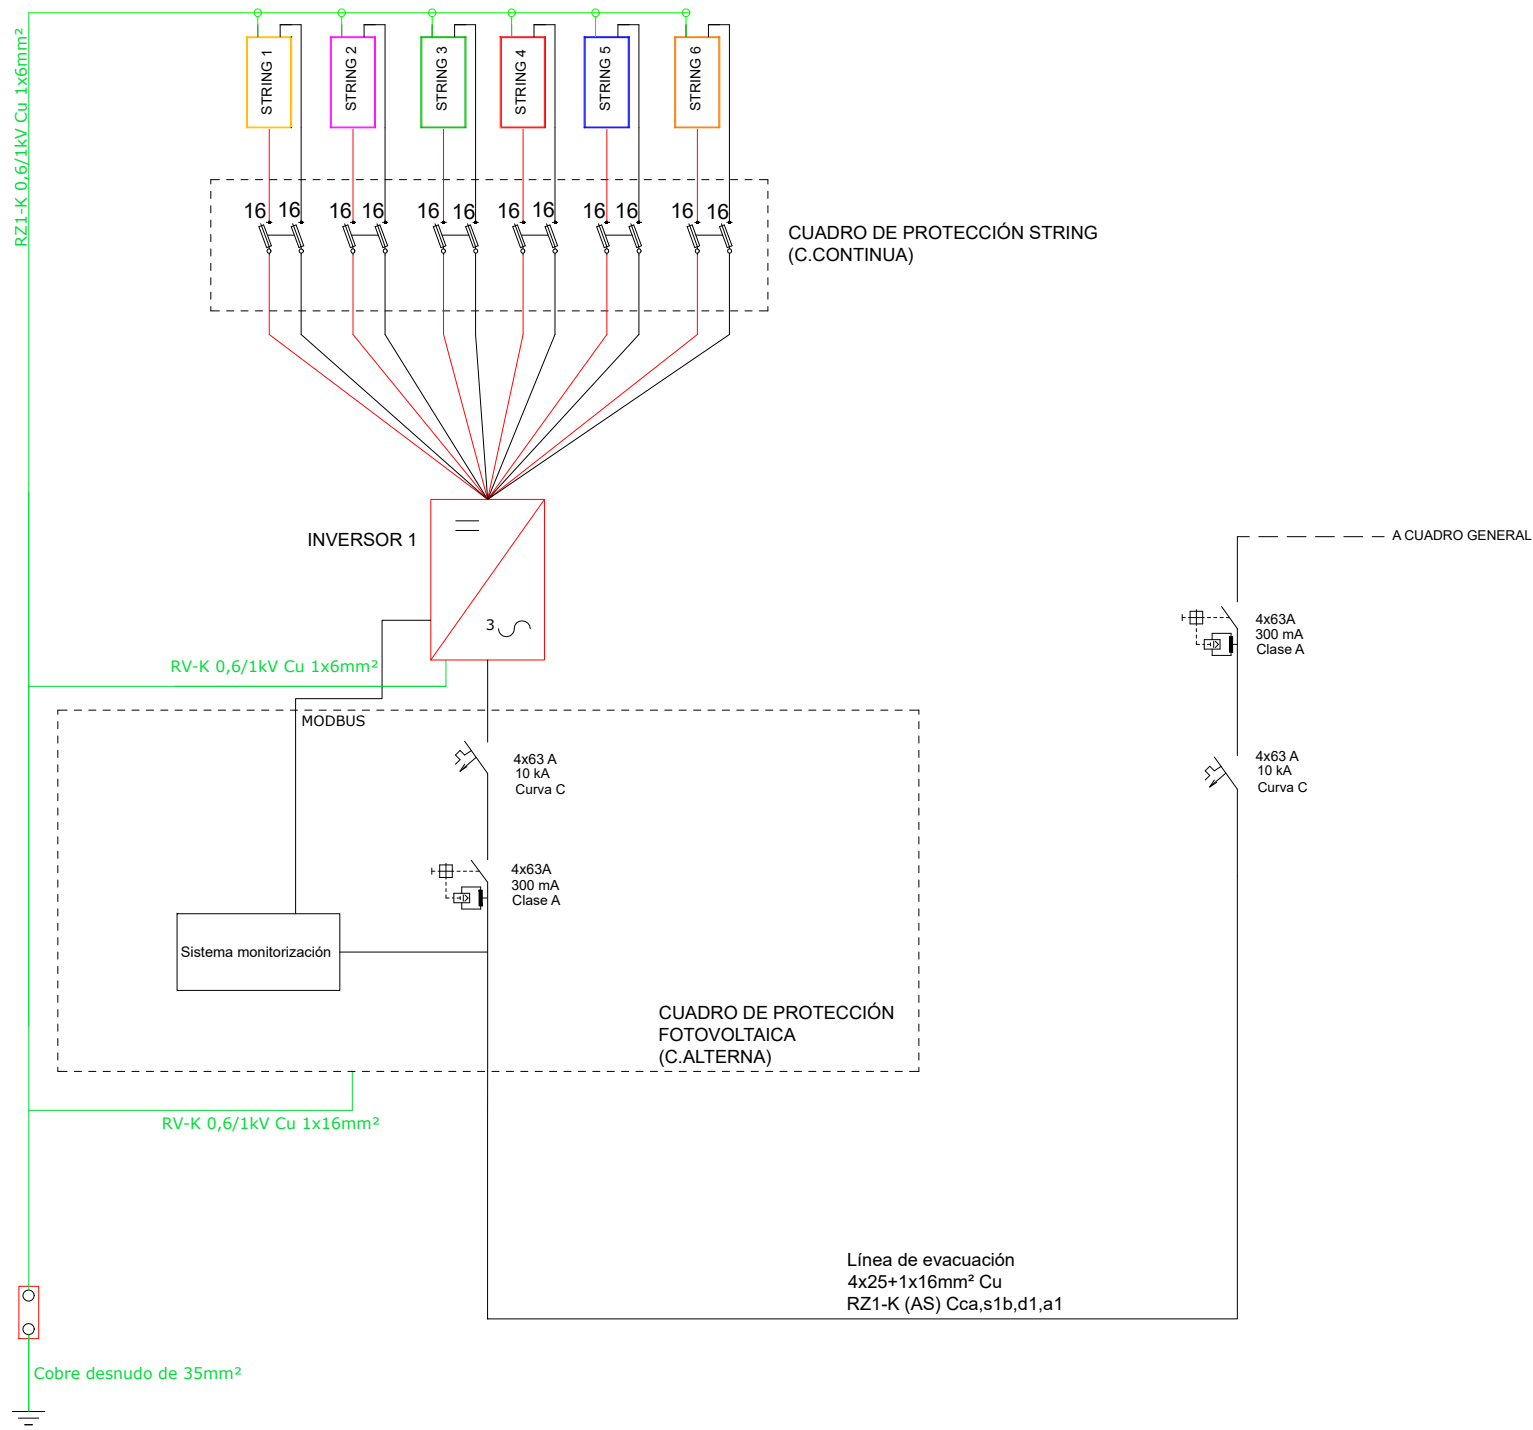 RZ1-K 0,6/1kV Cu 1x6mm²
STRING 1
STRING 2
STRING 3
STRING 4
STRING 5
STRING 6
16 16 16 16 16 16 16 16 16 16 16 16
CUADRO DE PROTECCIÓN STRING
(C.CONTINUA)
INVERSOR 1
3
A CUADRO GENERAL
4x63A
300 mA
Clase A
RV-K 0,6/1kV Cu 1x6mm²
MODBUS
4x63 A
10 kA
Curva C
4x63 A
10 kA
Curva C
4x63A
300 mA
Clase A
Sistema monitorización
CUADRO DE PROTECCIÓN
FOTOVOLTAICA
(C.ALTERNA)
RV-K 0,6/1kV Cu 1x16mm²
Línea de evacuación
4x25+1x16mm² Cu
RZ1-K (AS) Cca,s1b,d1,a1
Cobre desnudo de 35mm²